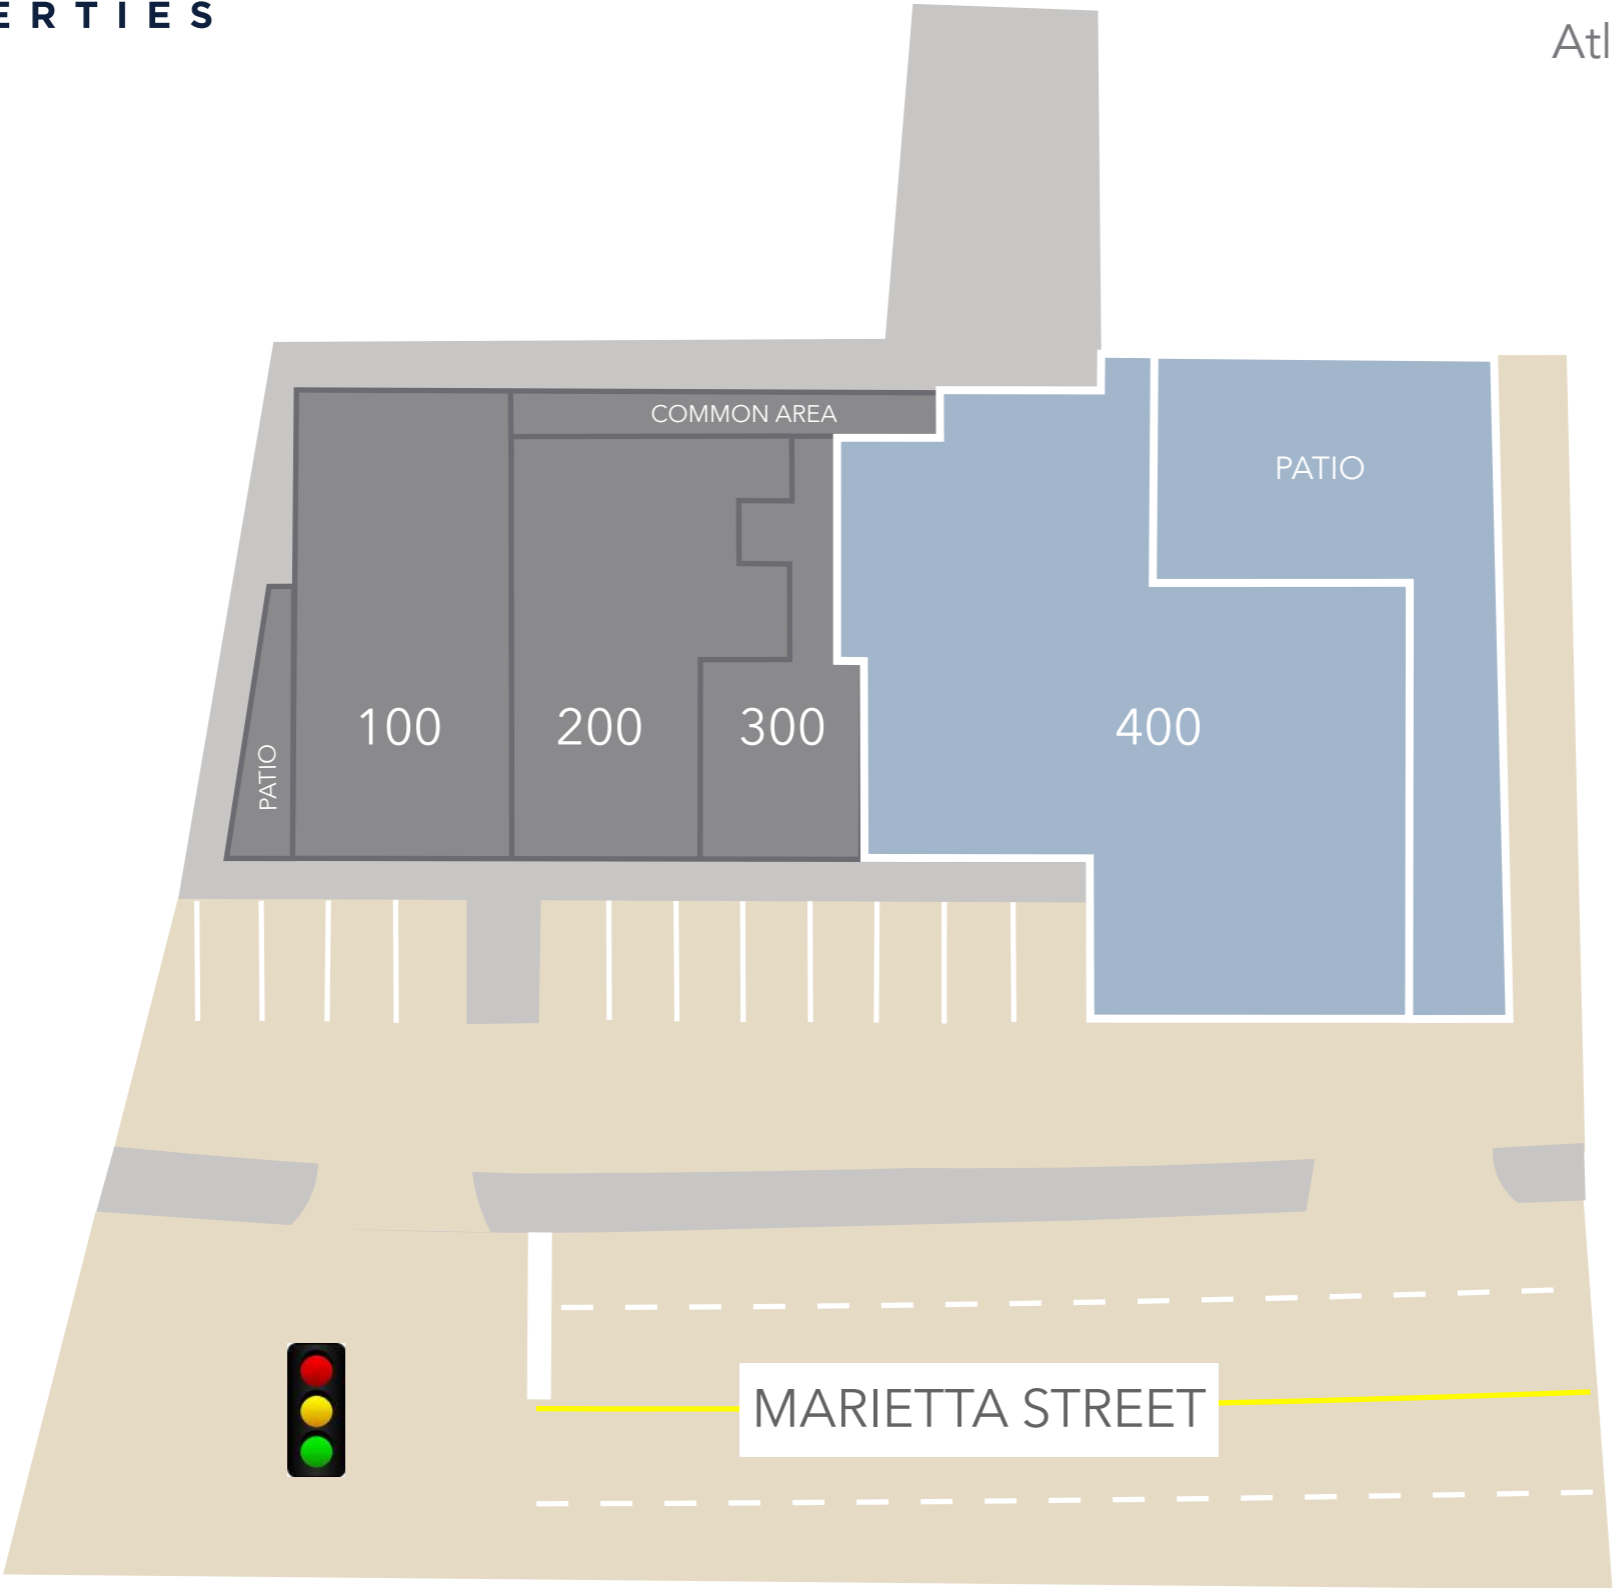 ERTIES
Atl
COMMON AREA
PATIO
100
200
300
400
PATIO
MARIETTA STREET